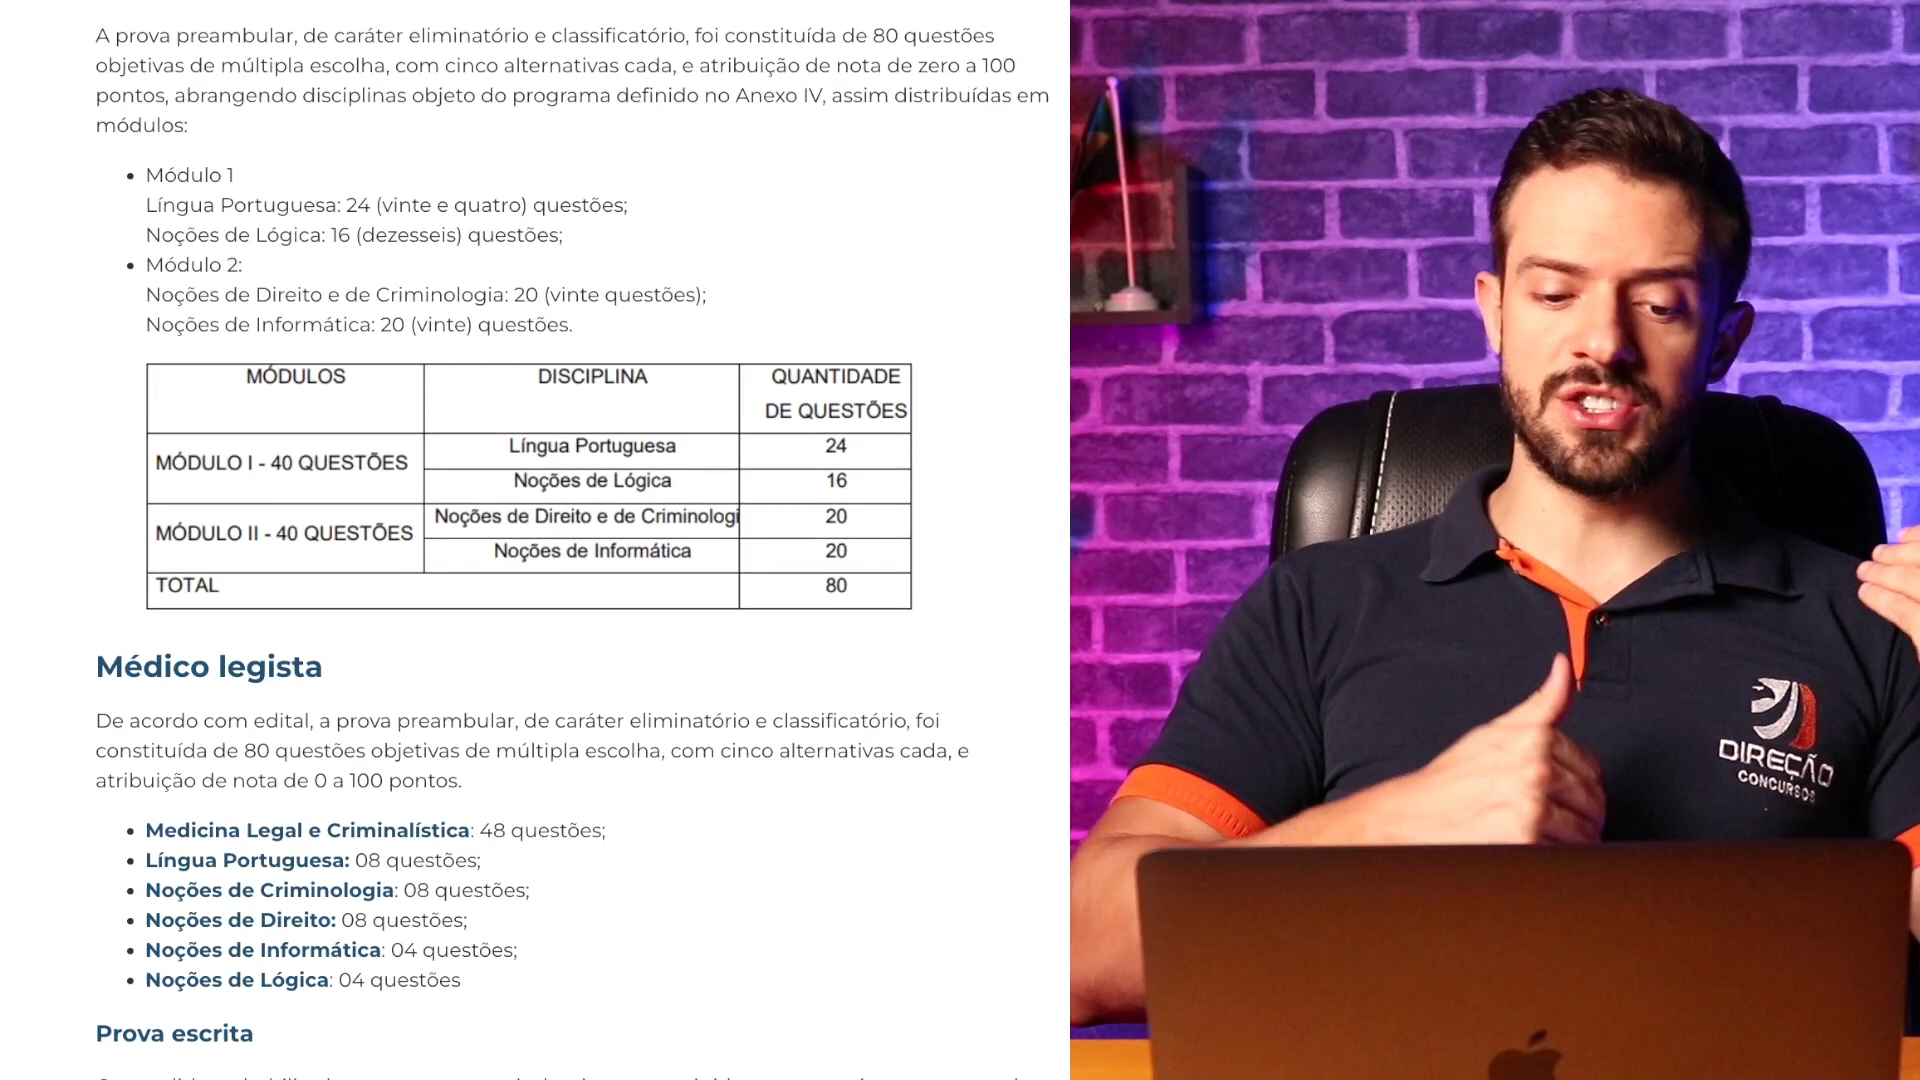 A prova preambular, de caráter eliminatório e classificatório, foi constituída de 80 questões
objetivas de múltipla escolha, com cinco alternativas cada, e atribuição de nota de zero a 100
pontos, abrangendo disciplinas objeto do programa definido no Anexo IV, assim distribuídas em
módulos:
Módulo 1
Língua Portuguesa: 24 (vinte e quatro) questões;
Noções de Lógica: 16 (dezesseis) questões;
Módulo 2:
Noções de Direito e de Criminologia: 20 (vinte questões);
Noções de Informática: 20 (vinte) questões.
MÓDULOS DISCIPLINA QUANTIDADE
DE QUESTÕES
MÓDULO I - 40 QUESTÕES
Língua Portuguesa 24
Noções de Lógica 16
MÓDULO II - 40 QUESTÕES
Noções de Direito e de Criminologi 20
Noções de Informática 20
TOTAL 80
Médico legista
De acordo com edital, a prova preambular, de caráter eliminatório e classificatório, foi
constituída de 80 questões objetivas de múltipla escolha, com cinco alternativas cada, e
atribuição de nota de 0 a 100 pontos.
Medicina Legal e Criminalística: 48 questões;
Língua Portuguesa: 08 questões;
Noções de Criminologia: 08 questões;
Noções de Direito: 08 questões;
Noções de Informática: 04 questões;
Noções de Lógica: 04 questões
Prova escrita
DIREÇÃO
CONCURSOS